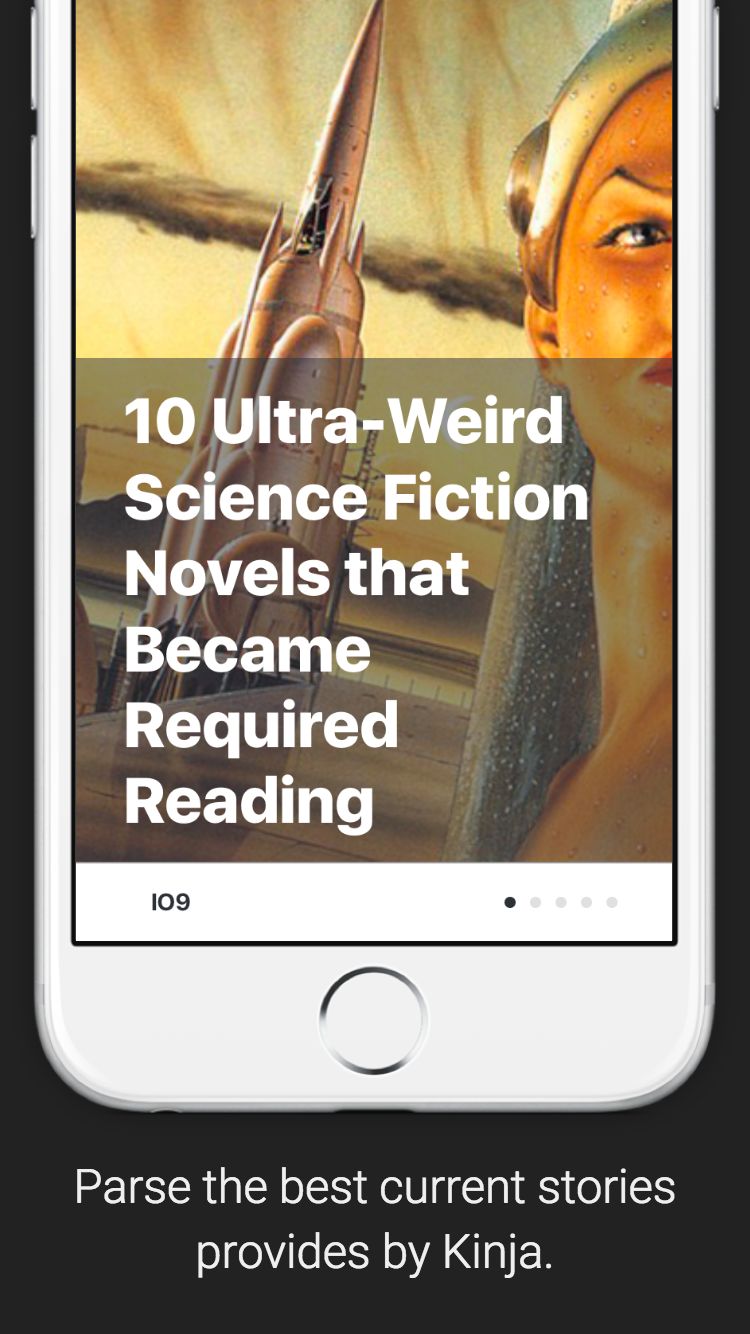 10 Ultra-Weird
Science Fiction
Novels that
Became
Required
Reading
IO9
Parse the best current stories
provides by Kinja.